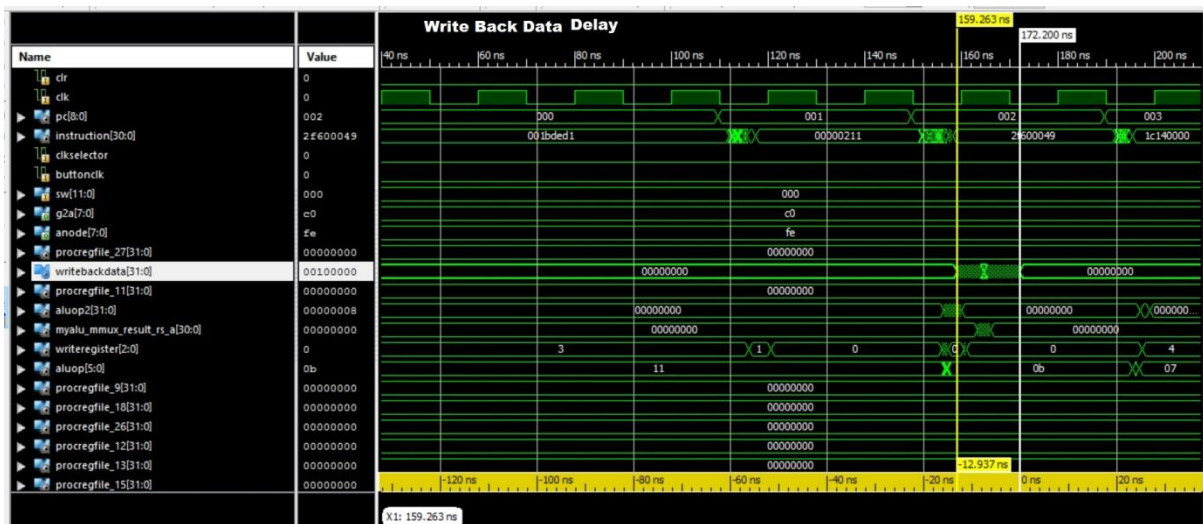 Write Back Data Delay
159.263 ns
172.200 ns
Name Value
40 ns 60 ns 80 ns 100 ns 120 ns 140 ns 160 ns 180 ns 200 ns
clr 0
clk 0
pc[8:0] 002 000 001 002 003
instruction[30:0] 2f600049 001bded1 00000211 2f600049 1c140000
clkselector 0
buttonclk 0
sw[11:0] 000 000
g2a[7:0] c0 c0
anode[7:0] fe fe
procregfile_27[31:0] 00000000 00000000
writebackdata[31:0] 00100000 00000000 00000000
procregfile_11[31:0] 00000000 00000000
aluop2[31:0] 00000008 00000000 00000000 000000...
myalu_mmux_result_rs_a[30:0] 00000000 00000000 00000000
writeregister[2:0] 0 3 1 0 0 0 4
aluop[5:0] 0b 11 0b 07
procregfile_9[31:0] 00000000 00000000
procregfile_18[31:0] 00000000 00000000
procregfile_26[31:0] 00000000 00000000
procregfile_12[31:0] 00000000 00000000
procregfile_13[31:0] 00000000 00000000
-12.937 ns
procregfile_15[31:0] 00000000
-120 ns -100 ns -80 ns -60 ns -40 ns -20 ns 0 ns 20 ns
X1: 159.263 ns